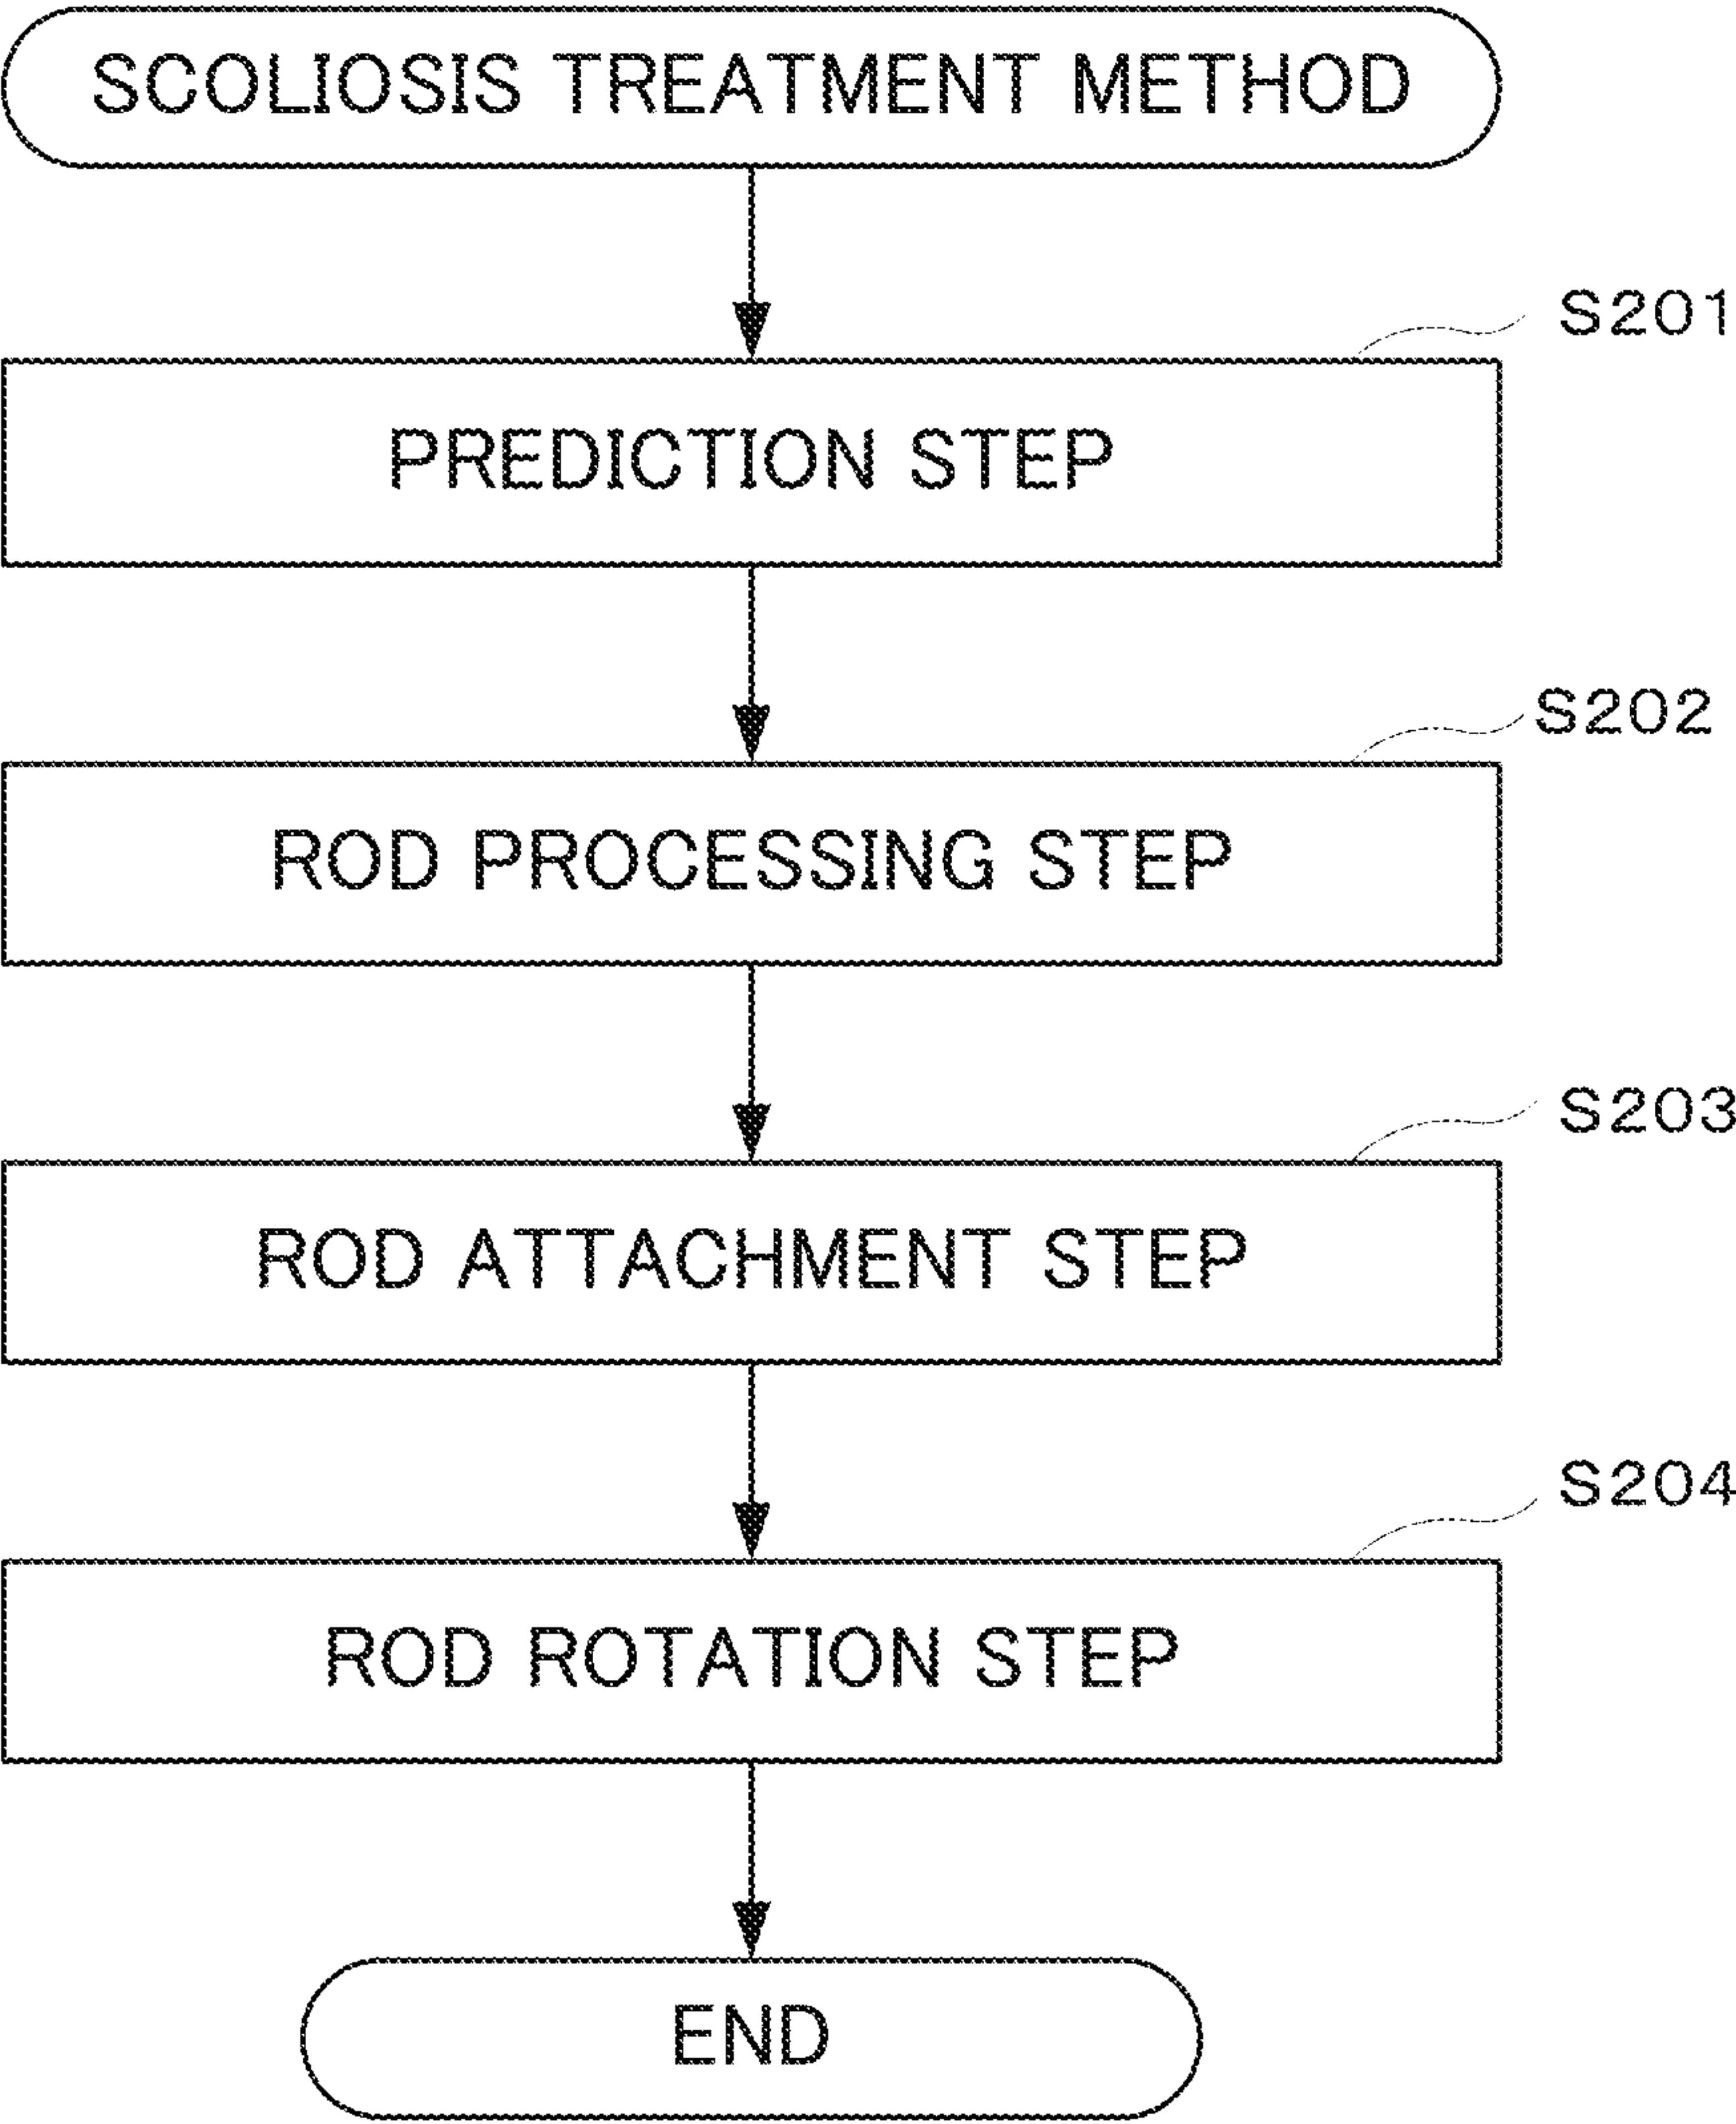 SCOLIOSIS TREATMENT METHOD
S201
PREDICTION STEP
S202
ROD PROCESSING STEP
S203
ROD ATTACHMENT STEP
S204
ROD ROTATION STEP
END